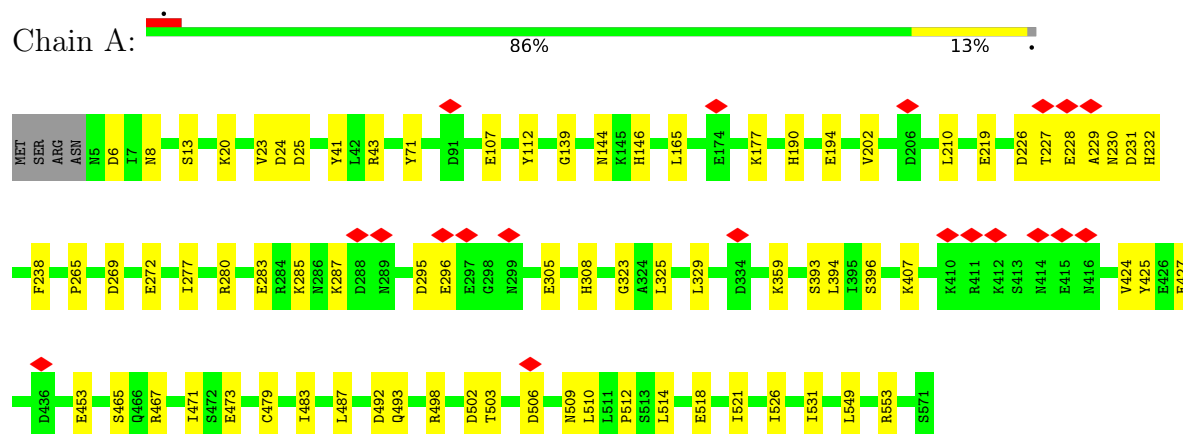 Chain A:
86%
13%
MET SER ARG ASN N5 D6 I7 N8 S13 K20 V23 D24 D25 Y41 L42 R43 Y71 D91 E107 Y112 G139 N144 K145 H146 L165 E174 K177 H190 E194 V202 D206 L210 E219 D226 T227 E228 A229 N230 D231 H232
F238 P265 D269 E272 I277 R280 E283 R284 K285 N286 K287 D288 N289 D295 E296 E297 G298 N299 E305 H308 G323 A324 L325 L329 D334 K359 S393 L394 I395 S396 K407 K410 R411 K412 S413 N414 E415 N416 V424 Y425 E426 E427
D436 E453 S465 Q466 R467 I471 S472 E473 C479 I483 L487 D492 Q493 R498 D502 T503 D506 N509 L510 L511 P512 S513 L514 E518 I521 I526 I531 L549 R553 S571